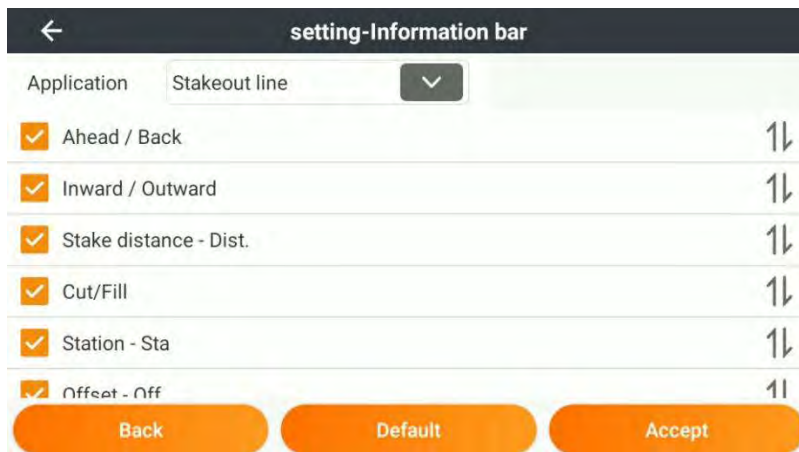 setting-Information bar
Application Stakeout line
Ahead / Back
Inward / Outward
Stake distance - Dist.
Cut/Fill
Station - Sta
Offset - Off
Back Default Accept